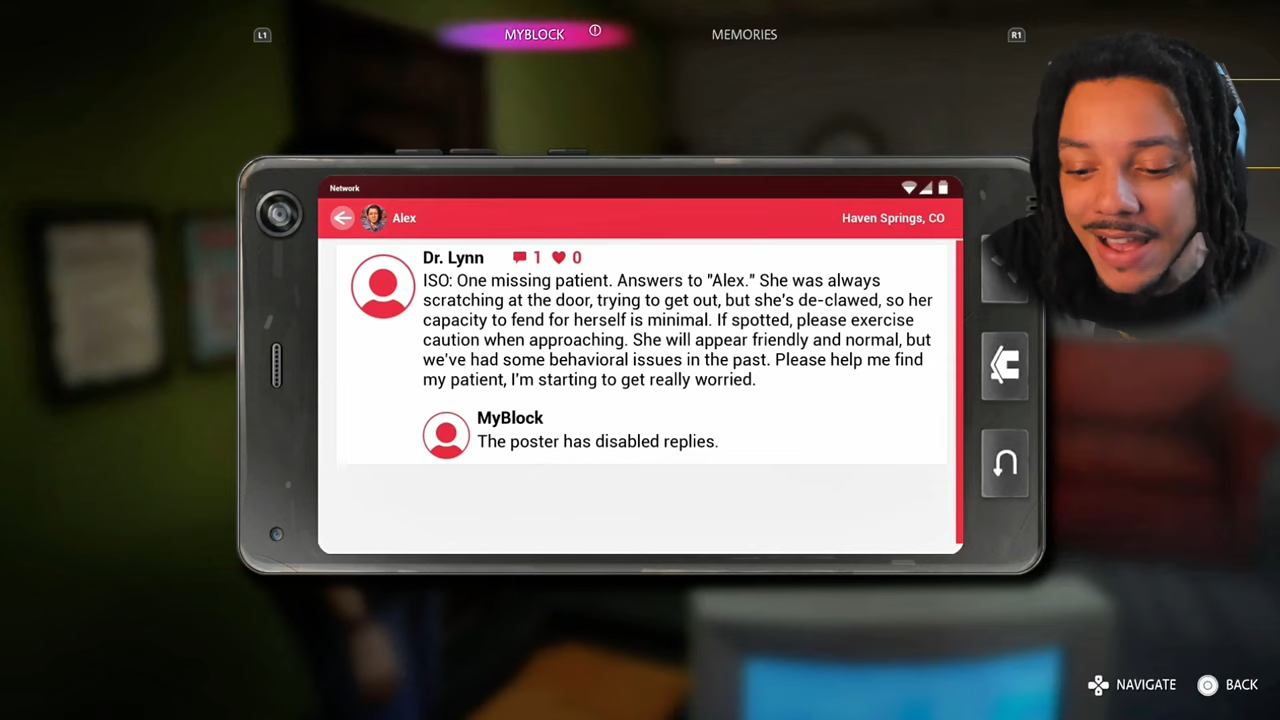 L1
MYBLOCK
MEMORIES
R1
Network
Alex
Haven Springs, CO
Dr. Lynn 1 0
ISO: One missing patient. Answers to "Alex." She was always
scratching at the door, trying to get out, but she's de-clawed, so her
capacity to fend for herself is minimal. If spotted, please exercise
caution when approaching. She will appear friendly and normal, but
we've had some behavioral issues in the past. Please help me find
my patient, I'm starting to get really worried.
MyBlock
The poster has disabled replies.
NAVIGATE
BACK